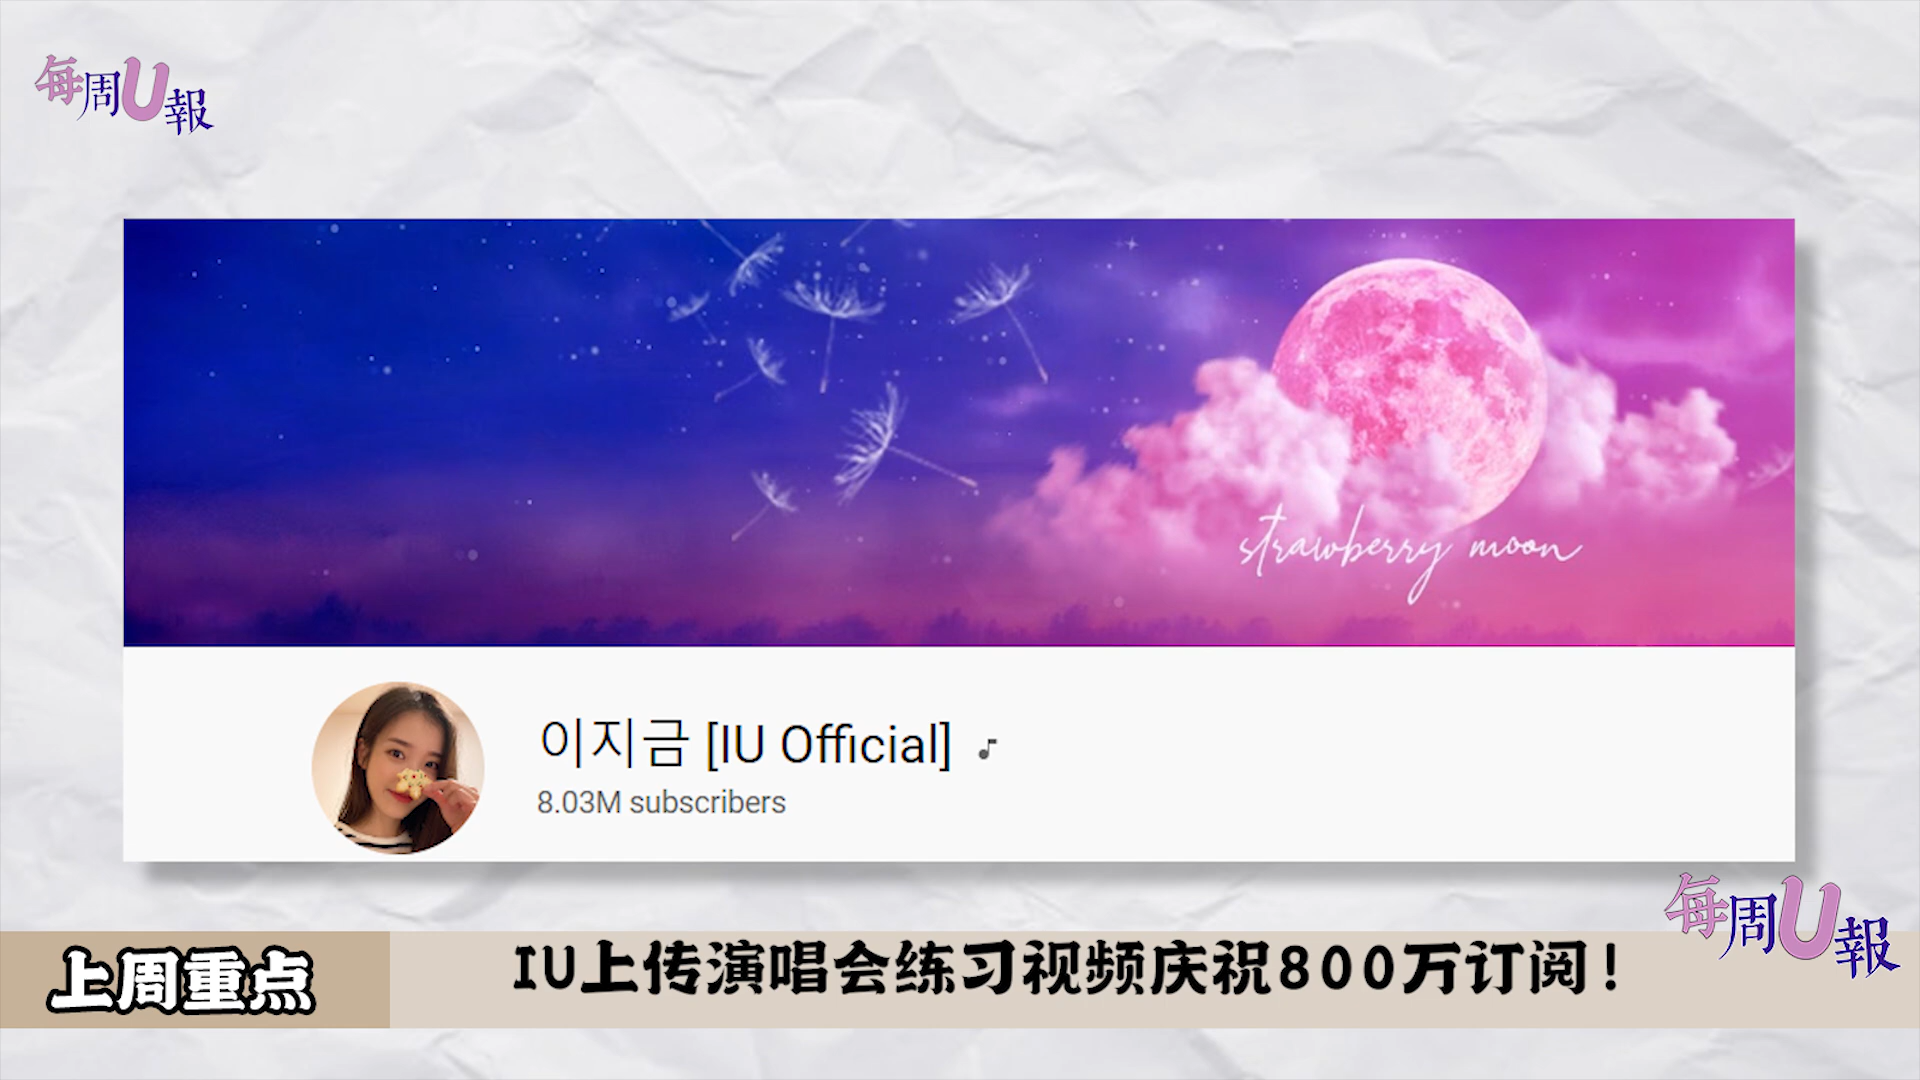 每周U報
strawberry moon
이지금 [IU Official]
8.03M subscribers
每周U報
上周重点
IU上传演唱会练习视频庆祝800万订阅！